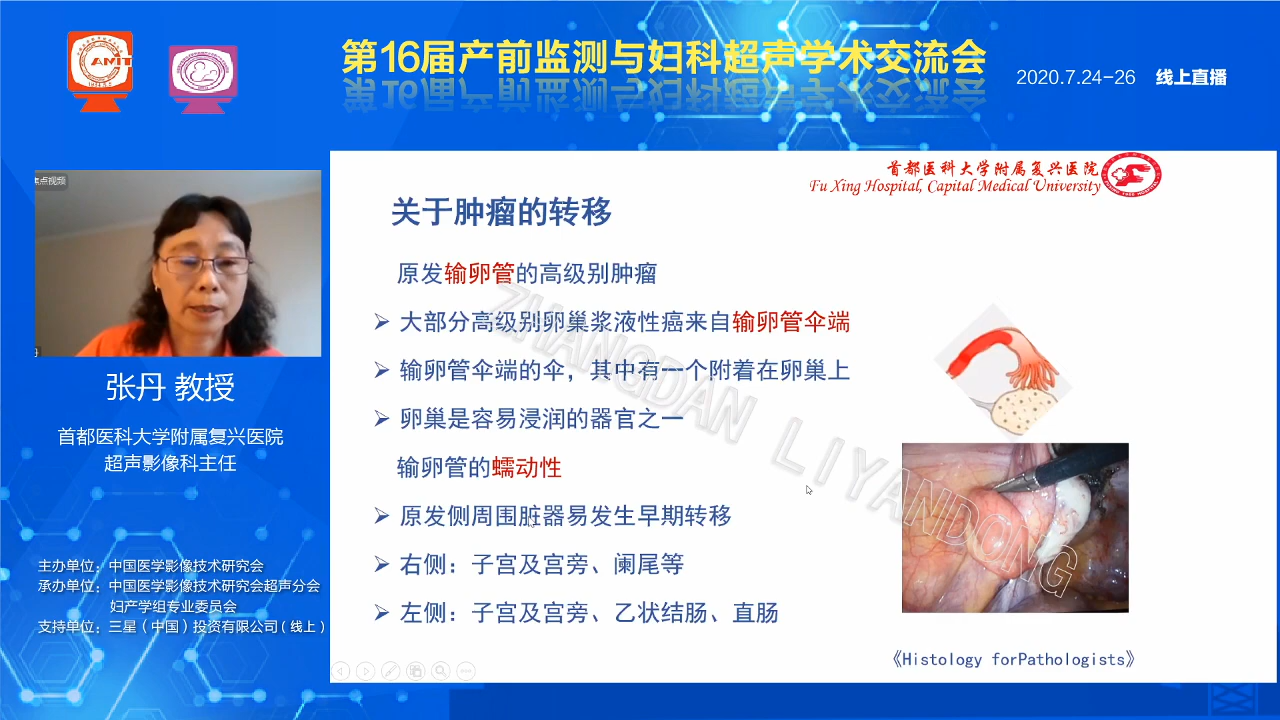 第16届产前监测与妇科超声学术交流会
2020.7.24-26 线上直播
CAMIT
焦点视频
首都医科大学附属复兴医院
Fu Xing Hospital, Capital Medical University
关于肿瘤的转移
原发输卵管的高级别肿瘤
大部分高级别卵巢浆液性癌来自输卵管伞端
输卵管伞端的伞，其中有一个附着在卵巢上
卵巢是容易浸润的器官之一
输卵管的蠕动性
原发侧周围脏器易发生早期转移
右侧：子宫及宫旁、阑尾等
左侧：子宫及宫旁、乙状结肠、直肠
《Histology forPathologists》
ZHANGDAN LIYANDONG
张丹 教授
首都医科大学附属复兴医院
超声影像科主任
主办单位：中国医学影像技术研究会
承办单位：中国医学影像技术研究会超声分会
妇产学组专业委员会
支持单位：三星（中国）投资有限公司（线上）